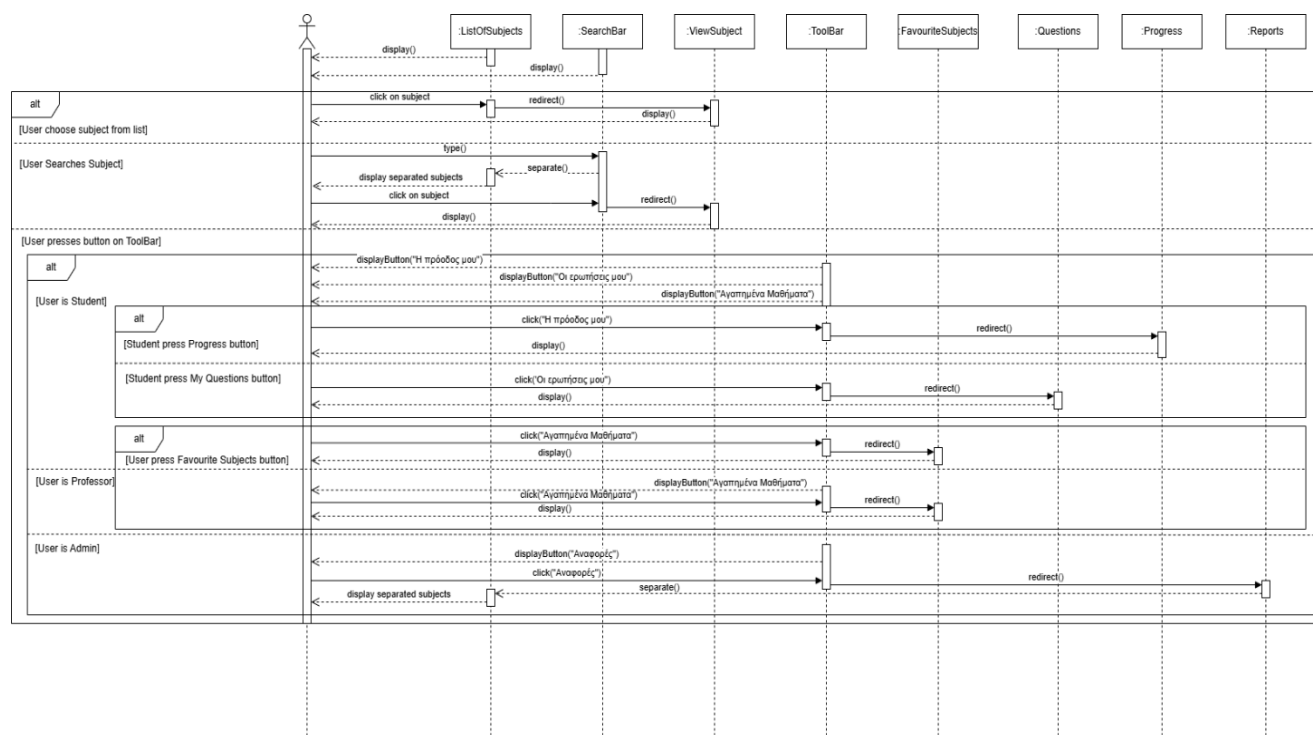 :ListOfSubjects :SearchBar :ViewSubject :ToolBar :FavouriteSubjects :Questions :Progress :Reports
display()
display()
alt
click on subject
redirect()
display()
[User choose subject from list]
type()
[User Searches Subject]
separate()
display separated subjects
click on subject
redirect()
display()
[User presses button on ToolBar]
alt
displayButton("Η πρόοδος μου")
displayButton("Οι ερωτήσεις μου")
displayButton("Αγαπημένα Μαθήματα")
[User is Student]
alt
click("Η πρόοδος μου")
redirect()
[Student press Progress button]
display()
[Student press My Questions button]
click('Οι ερωτήσεις μου")
redirect()
display()
alt
click("Αγαπημένα Μαθήματα")
redirect()
display()
[User press Favourite Subjects button]
[User is Professor]
displayButton("Αγαπημένα Μαθήματα")
click("Αγαπημένα Μαθήματα")
redirect()
display()
[User is Admin]
displayButton("Αναφορές")
click("Αναφορές")
redirect()
separate()
display separated subjects